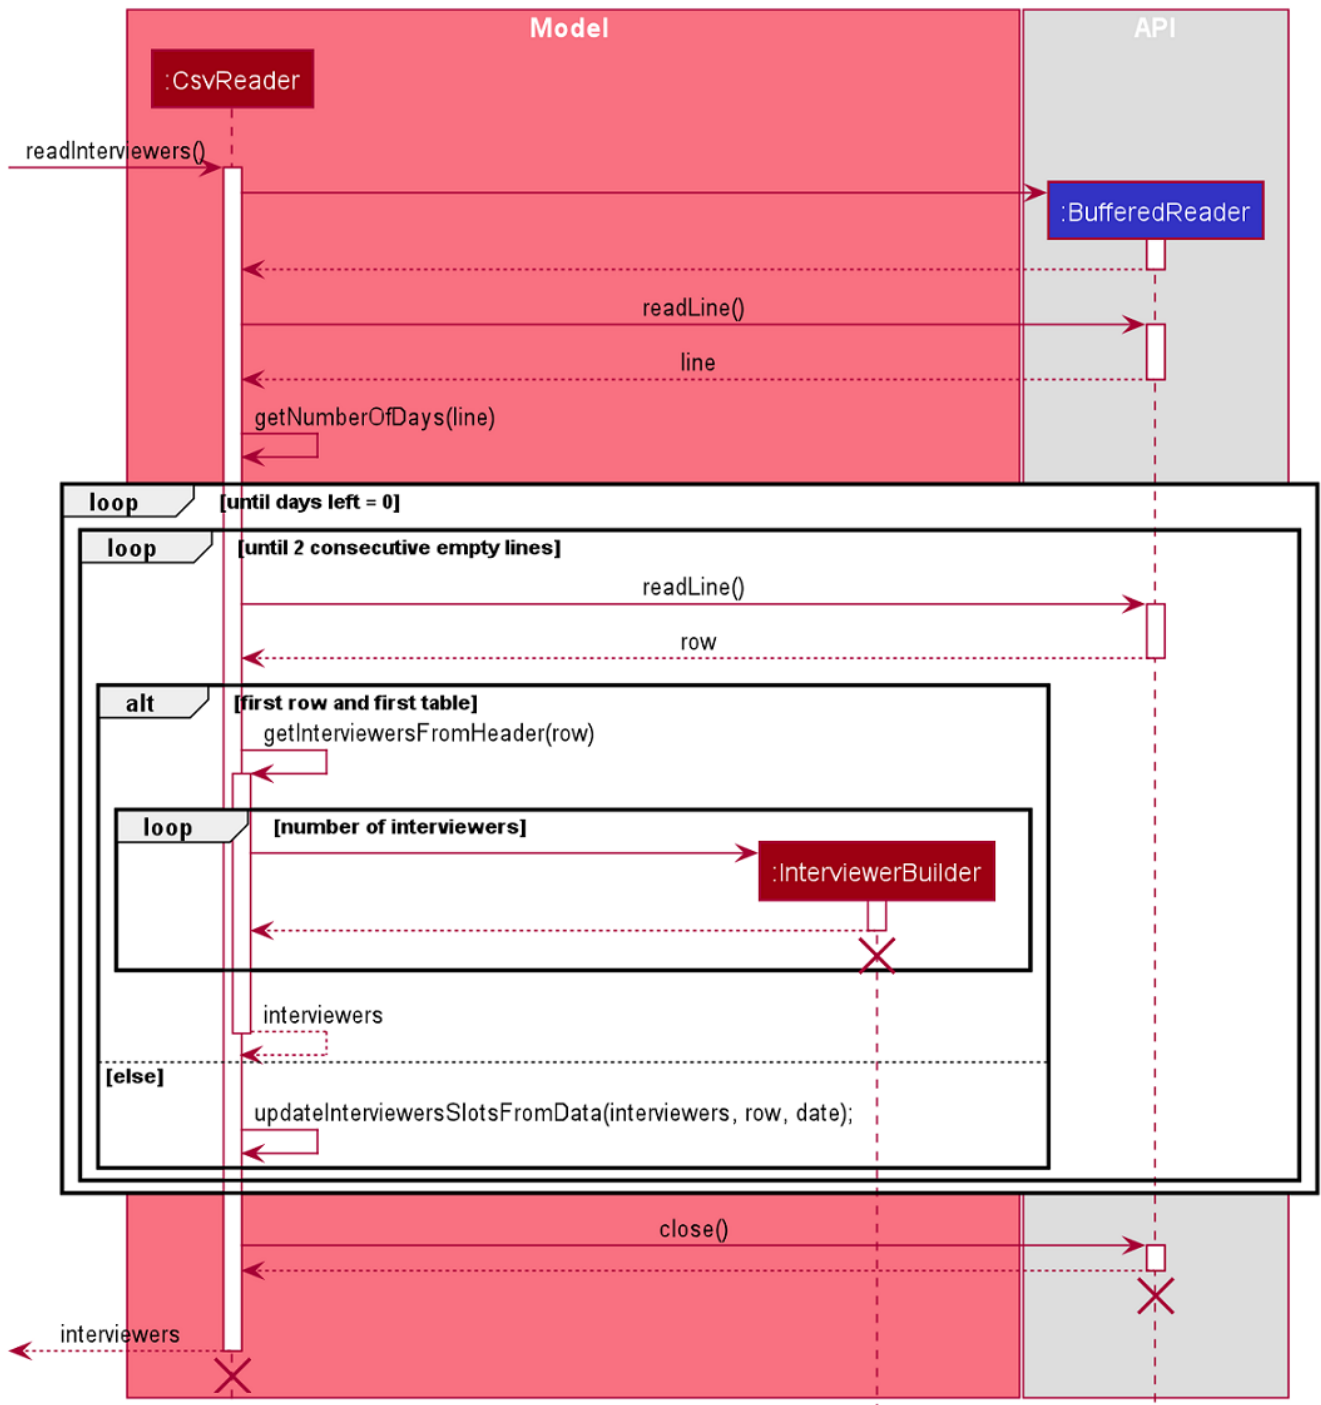 Model
API
:CsvReader
readInterviewers()
:BufferedReader
readLine()
line
getNumberOfDays(line)
loop [until days left = 0]
loop [until 2 consecutive empty lines]
readLine()
row
alt [first row and first table]
getInterviewersFromHeader(row)
loop [number of interviewers]
:InterviewerBuilder
interviewers
[else]
updateInterviewersSlotsFromData(interviewers, row, date);
close()
interviewers